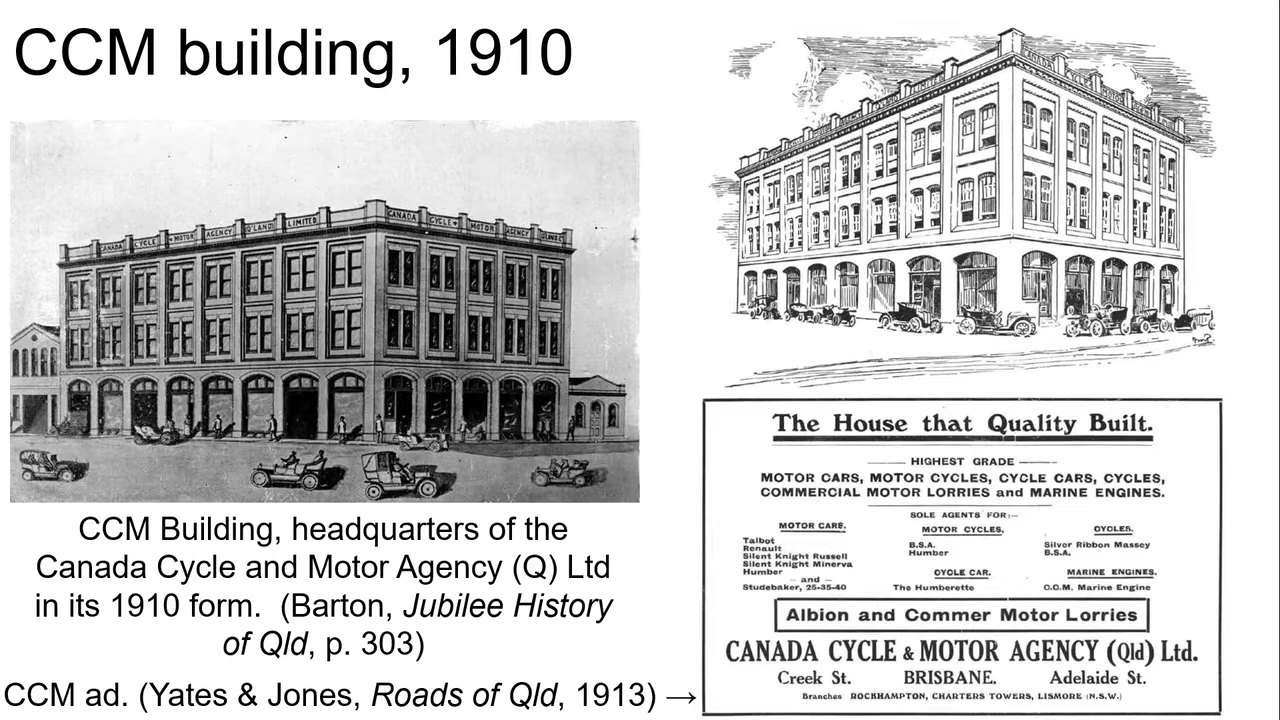 CCM building, 1910
CANADA CYCLE & MOTOR AGENCY Q'LAND LIMITED
CANADA CYCLE & MOTOR AGENCY
CCM Building, headquarters of the
Canada Cycle and Motor Agency (Q) Ltd
in its 1910 form. (Barton, Jubilee History
of Qld, p. 303)
CCM ad. (Yates & Jones, Roads of Qld, 1913) →
The House that Quality Built.
HIGHEST GRADE
MOTOR CARS, MOTOR CYCLES, CYCLE CARS, CYCLES,
COMMERCIAL MOTOR LORRIES and MARINE ENGINES.
SOLE AGENTS FOR:—
MOTOR CARS.
Talbot
Renault
Silent Knight Russell
Silent Knight Minerva
Humber
— and —
Studebaker, 25-35-40
MOTOR CYCLES.
B.S.A.
Humber
CYCLE CAR.
The Humberette
CYCLES.
Silver Ribbon Massey
B.S.A.
MARINE ENGINES.
C.C.M. Marine Engine
Albion and Commer Motor Lorries
CANADA CYCLE & MOTOR AGENCY (Qld) Ltd.
Creek St. BRISBANE. Adelaide St.
Branches ROCKHAMPTON, CHARTERS TOWERS, LISMORE (N.S.W.)